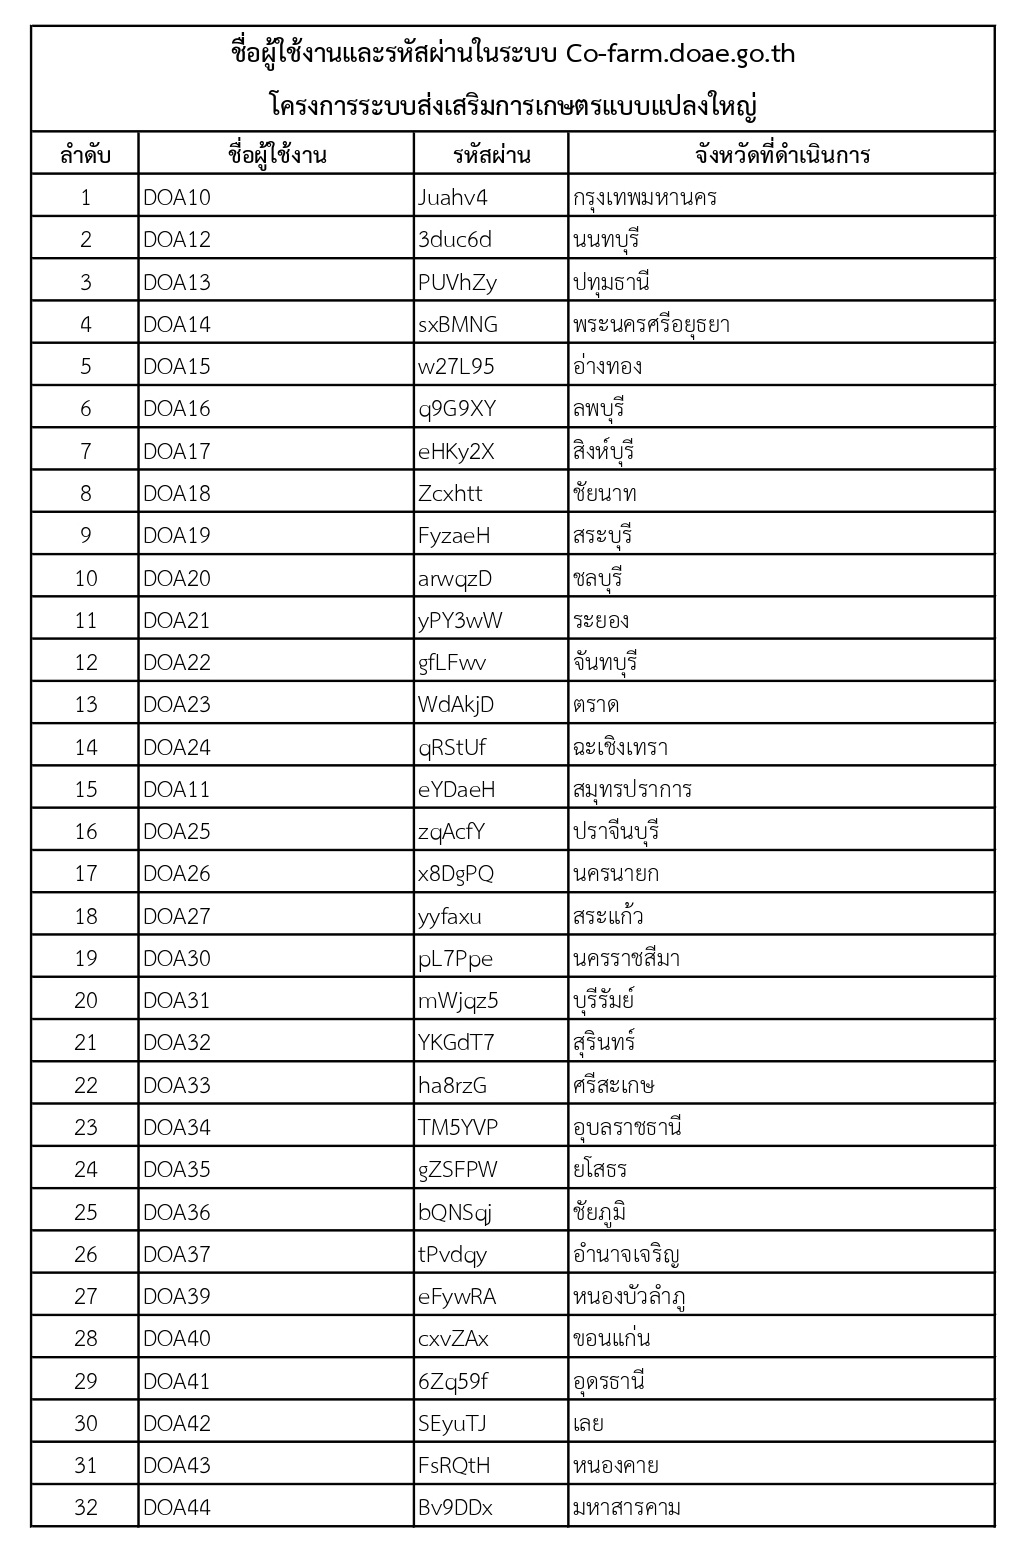 ชื่อผู้ใช้งานและรหัสผ่านในระบบ Co-farm.doae.go.th
โครงการระบบส่งเสริมการเกษตรแบบแปลงใหญ่
ลำดับ ชื่อผู้ใช้งาน รหัสผ่าน จังหวัดที่ดำเนินการ
1 DOA10 Juahv4 กรุงเทพมหานคร
2 DOA12 3duc6d นนทบุรี
3 DOA13 PUVhZy ปทุมธานี
4 DOA14 sxBMNG พระนครศรีอยุธยา
5 DOA15 w27L95 อ่างทอง
6 DOA16 q9G9XY ลพบุรี
7 DOA17 eHKy2X สิงห์บุรี
8 DOA18 Zcxhtt ชัยนาท
9 DOA19 FyzaeH สระบุรี
10 DOA20 arwqzD ชลบุรี
11 DOA21 yPY3wW ระยอง
12 DOA22 gfLFwv จันทบุรี
13 DOA23 WdAkjD ตราด
14 DOA24 qRStUf ฉะเชิงเทรา
15 DOA11 eYDaeH สมุทรปราการ
16 DOA25 zqAcfY ปราจีนบุรี
17 DOA26 x8DgPQ นครนายก
18 DOA27 yyfaxu สระแก้ว
19 DOA30 pL7Ppe นครราชสีมา
20 DOA31 mWjqz5 บุรีรัมย์
21 DOA32 YKGdT7 สุรินทร์
22 DOA33 ha8rzG ศรีสะเกษ
23 DOA34 TM5YVP อุบลราชธานี
24 DOA35 gZSFPW ยโสธร
25 DOA36 bQNSqj ชัยภูมิ
26 DOA37 tPvdqy อำนาจเจริญ
27 DOA39 eFywRA หนองบัวลำภู
28 DOA40 cxvZAx ขอนแก่น
29 DOA41 6Zq59f อุดรธานี
30 DOA42 SEyuTJ เลย
31 DOA43 FsRQtH หนองคาย
32 DOA44 Bv9DDx มหาสารคาม